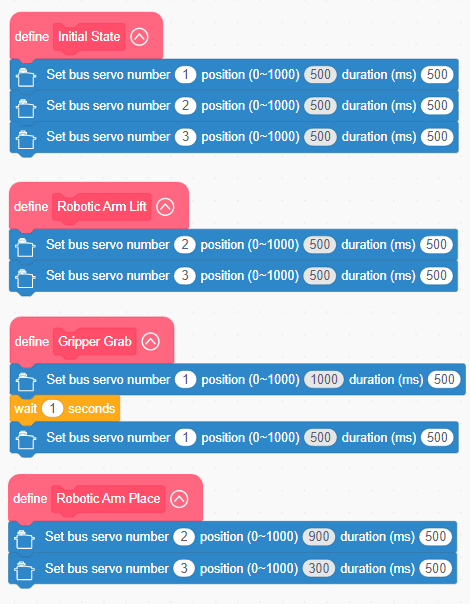 define Initial State
Set bus servo number 1 position (0~1000) 500 duration (ms) 500
Set bus servo number 2 position (0~1000) 500 duration (ms) 500
Set bus servo number 3 position (0~1000) 500 duration (ms) 500
define Robotic Arm Lift
Set bus servo number 2 position (0~1000) 500 duration (ms) 500
Set bus servo number 3 position (0~1000) 500 duration (ms) 500
define Gripper Grab
Set bus servo number 1 position (0~1000) 1000 duration (ms) 500
wait 1 seconds
Set bus servo number 1 position (0~1000) 500 duration (ms) 500
define Robotic Arm Place
Set bus servo number 2 position (0~1000) 900 duration (ms) 500
Set bus servo number 3 position (0~1000) 300 duration (ms) 500